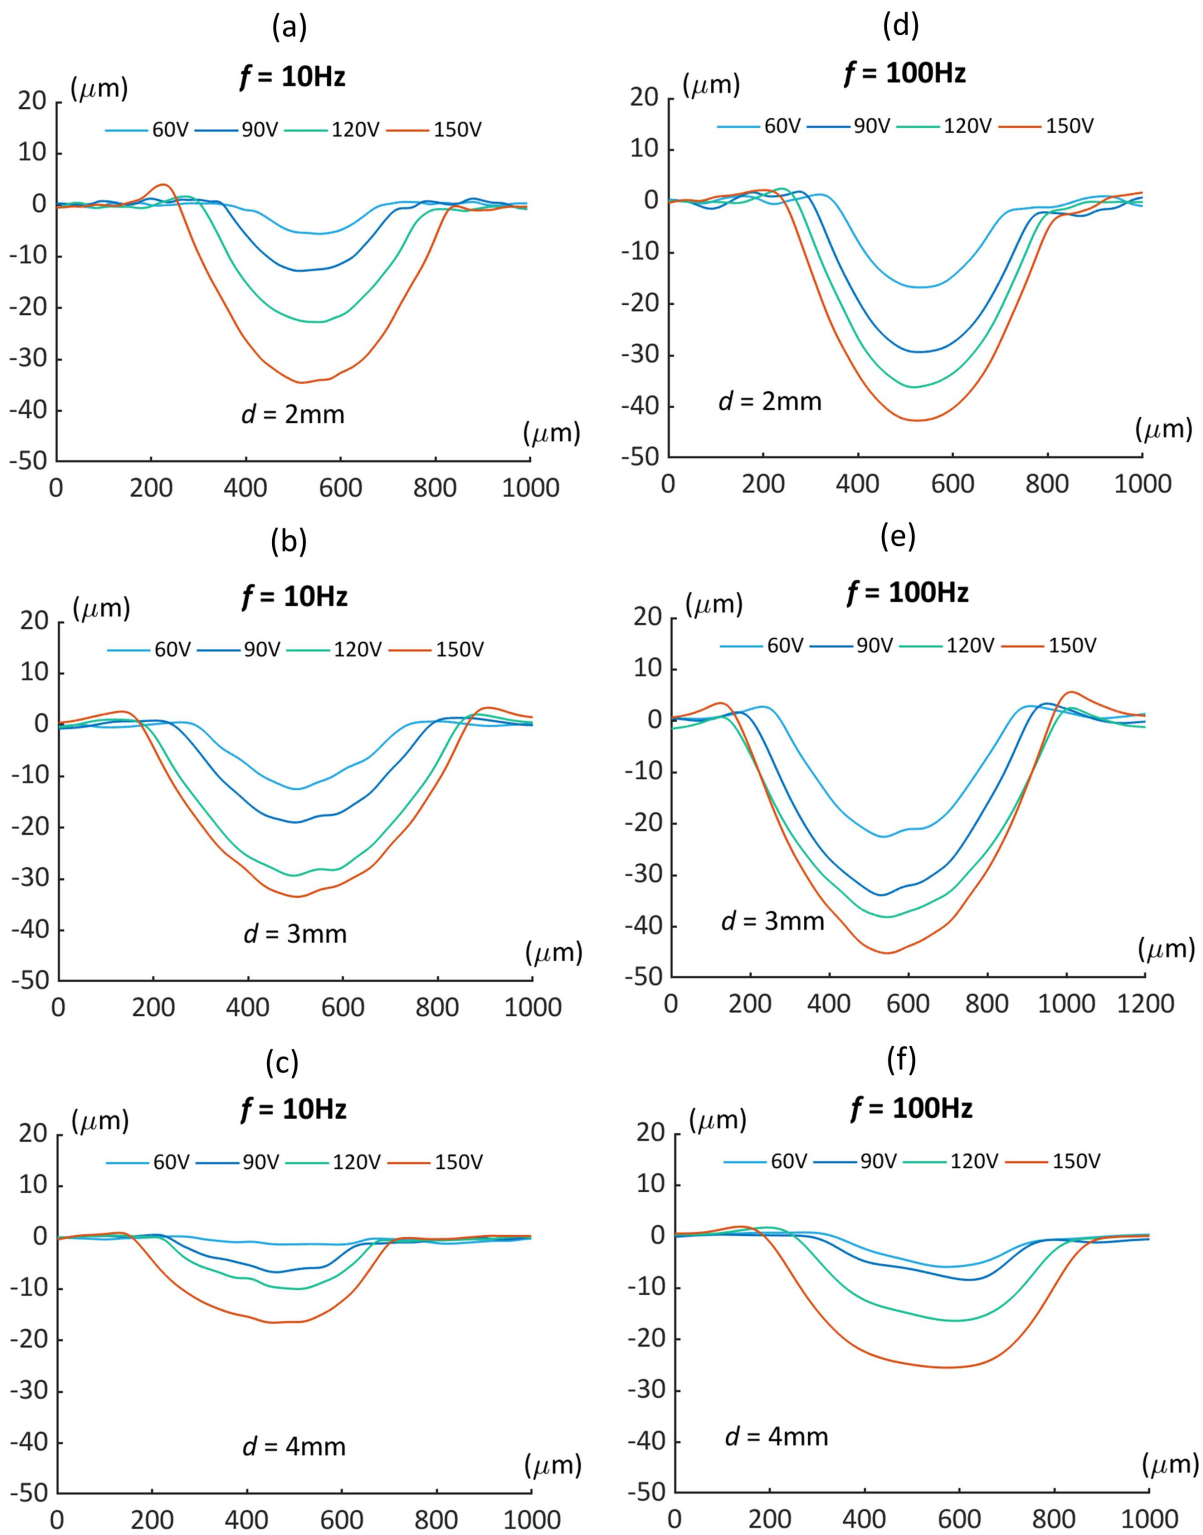 (a)
f = 10Hz
(μm)
60V 90V 120V 150V
20
10
0
-10
-20
-30
-40
-50
d = 2mm
(μm)
0 200 400 600 800 1000
(d)
f = 100Hz
(μm)
60V 90V 120V 150V
20
10
0
-10
-20
-30
-40
-50
d = 2mm
(μm)
0 200 400 600 800 1000
(b)
f = 10Hz
(μm)
60V 90V 120V 150V
20
10
0
-10
-20
-30
-40
-50
d = 3mm
(μm)
0 200 400 600 800 1000
(e)
f = 100Hz
(μm)
60V 90V 120V 150V
20
10
0
-10
-20
-30
-40
-50
d = 3mm
(μm)
0 200 400 600 800 1000 1200
(c)
f = 10Hz
(μm)
60V 90V 120V 150V
20
10
0
-10
-20
-30
-40
-50
d = 4mm
(μm)
0 200 400 600 800 1000
(f)
f = 100Hz
(μm)
60V 90V 120V 150V
20
10
0
-10
-20
-30
-40
-50
d = 4mm
(μm)
0 200 400 600 800 1000